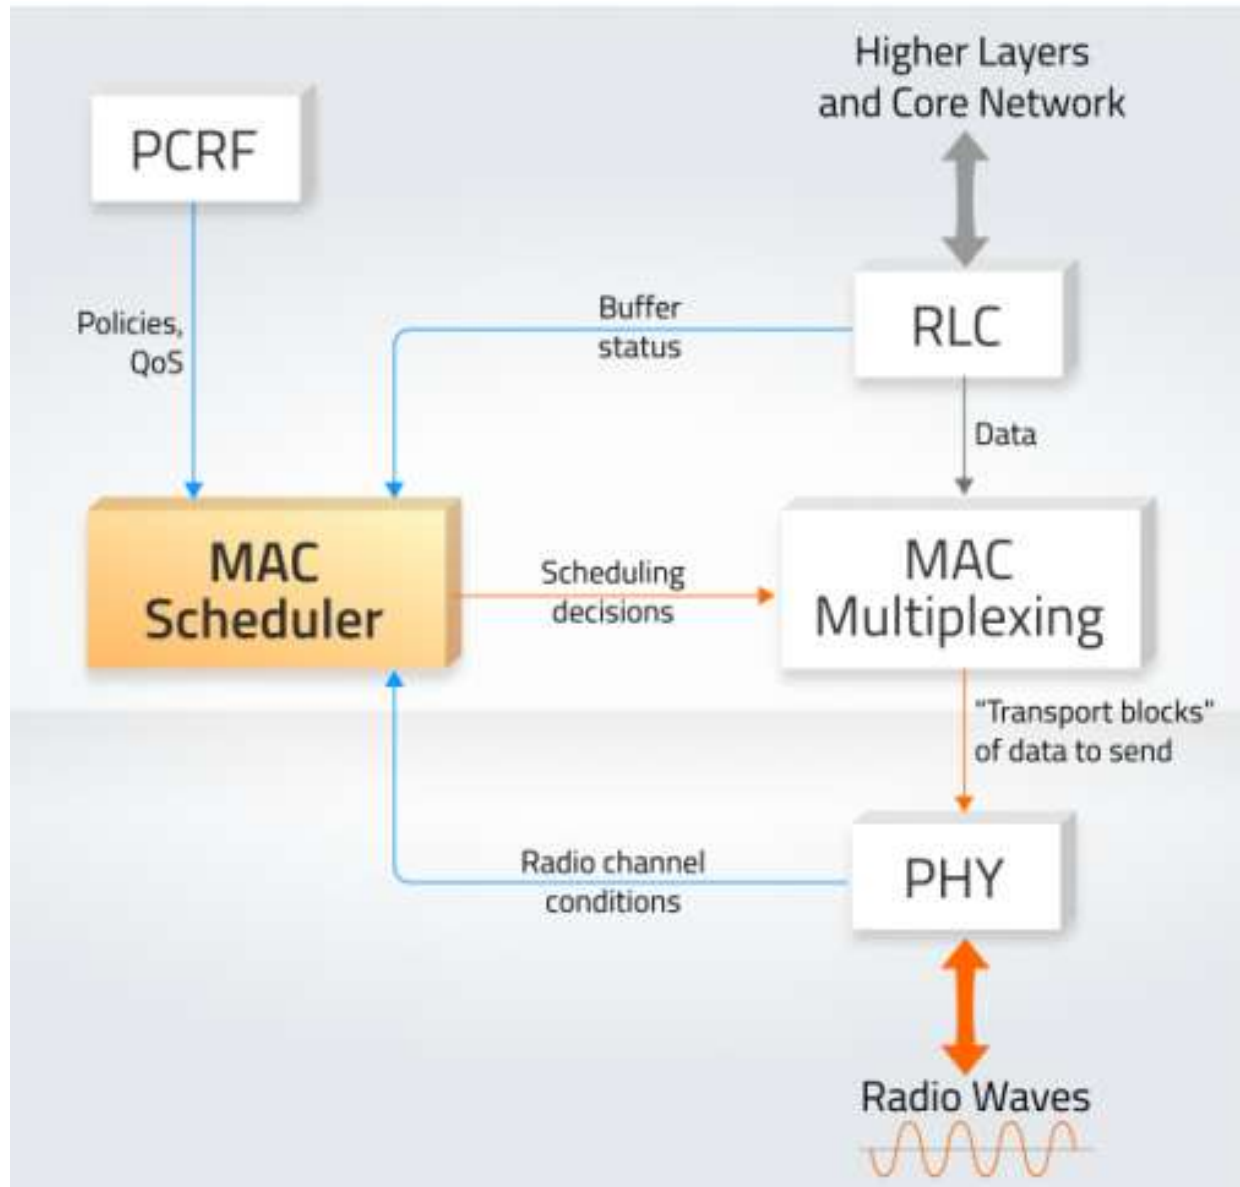 Higher Layers
and Core Network
PCRF
Policies,
QoS
Buffer
status
RLC
Data
MAC
Scheduler
Scheduling
decisions
MAC
Multiplexing
"Transport blocks"
of data to send
Radio channel
conditions
PHY
Radio Waves